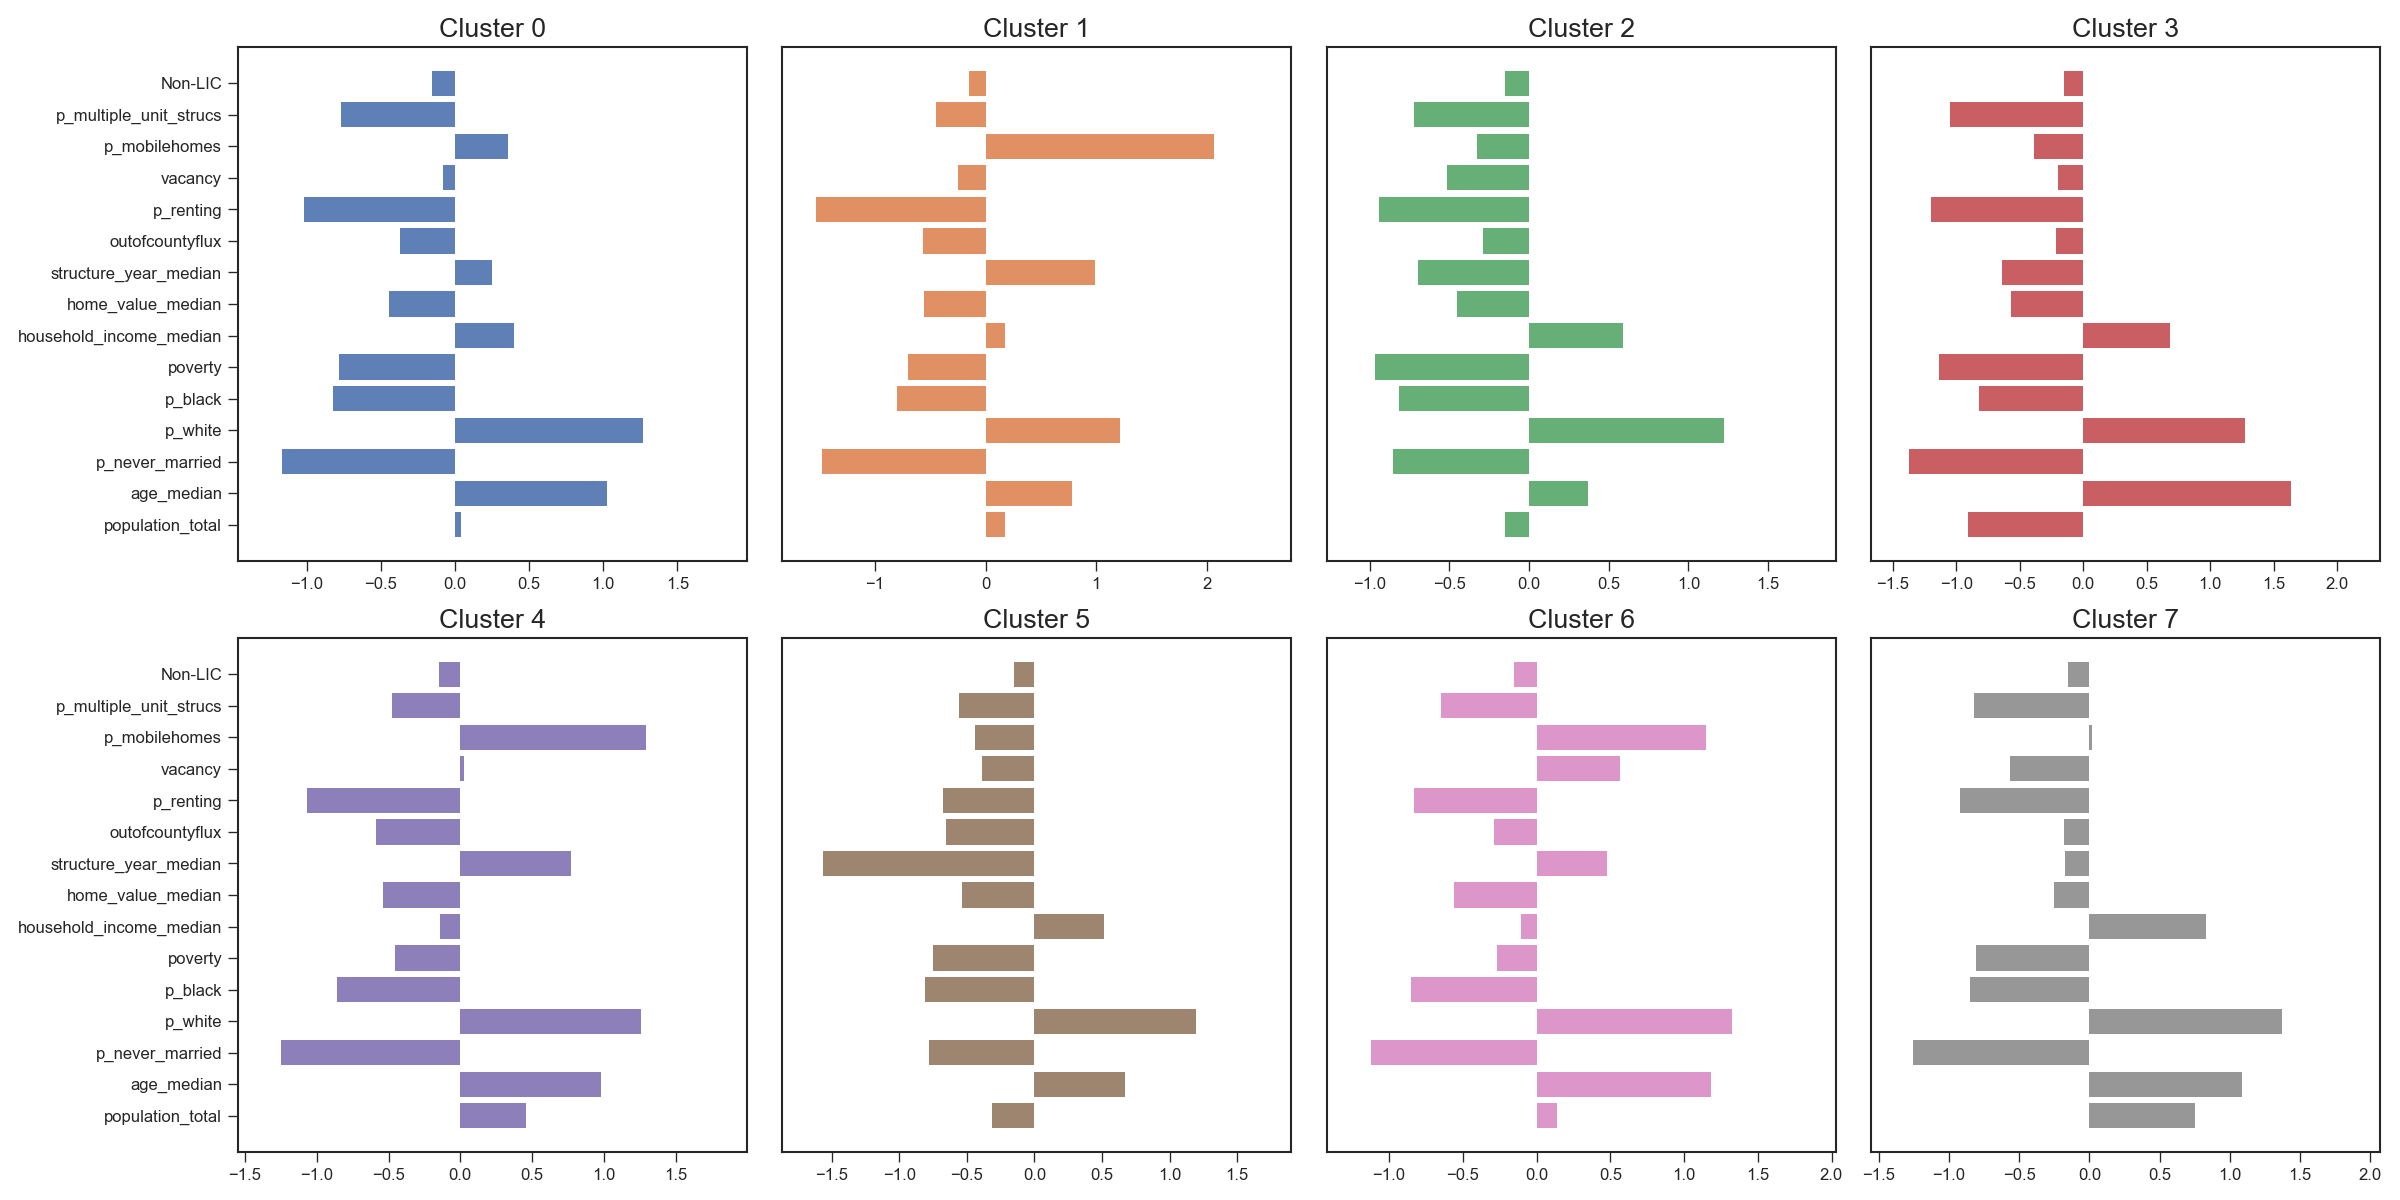 Cluster 0 Cluster 1 Cluster 2 Cluster 3
Non-LIC
p_multiple_unit_strucs
p_mobilehomes
vacancy
p_renting
outofcountyflux
structure_year_median
home_value_median
household_income_median
poverty
p_black
p_white
p_never_married
age_median
population_total
−1.0 −0.5 0.0 0.5 1.0 1.5 −1 0 1 2 −1.0 −0.5 0.0 0.5 1.0 1.5 −1.5 −1.0 −0.5 0.0 0.5 1.0 1.5 2.0
Cluster 4 Cluster 5 Cluster 6 Cluster 7
Non-LIC
p_multiple_unit_strucs
p_mobilehomes
vacancy
p_renting
outofcountyflux
structure_year_median
home_value_median
household_income_median
poverty
p_black
p_white
p_never_married
age_median
population_total
−1.5 −1.0 −0.5 0.0 0.5 1.0 1.5 −1.5 −1.0 −0.5 0.0 0.5 1.0 1.5 −1.0 −0.5 0.0 0.5 1.0 1.5 2.0 −1.5 −1.0 −0.5 0.0 0.5 1.0 1.5 2.0